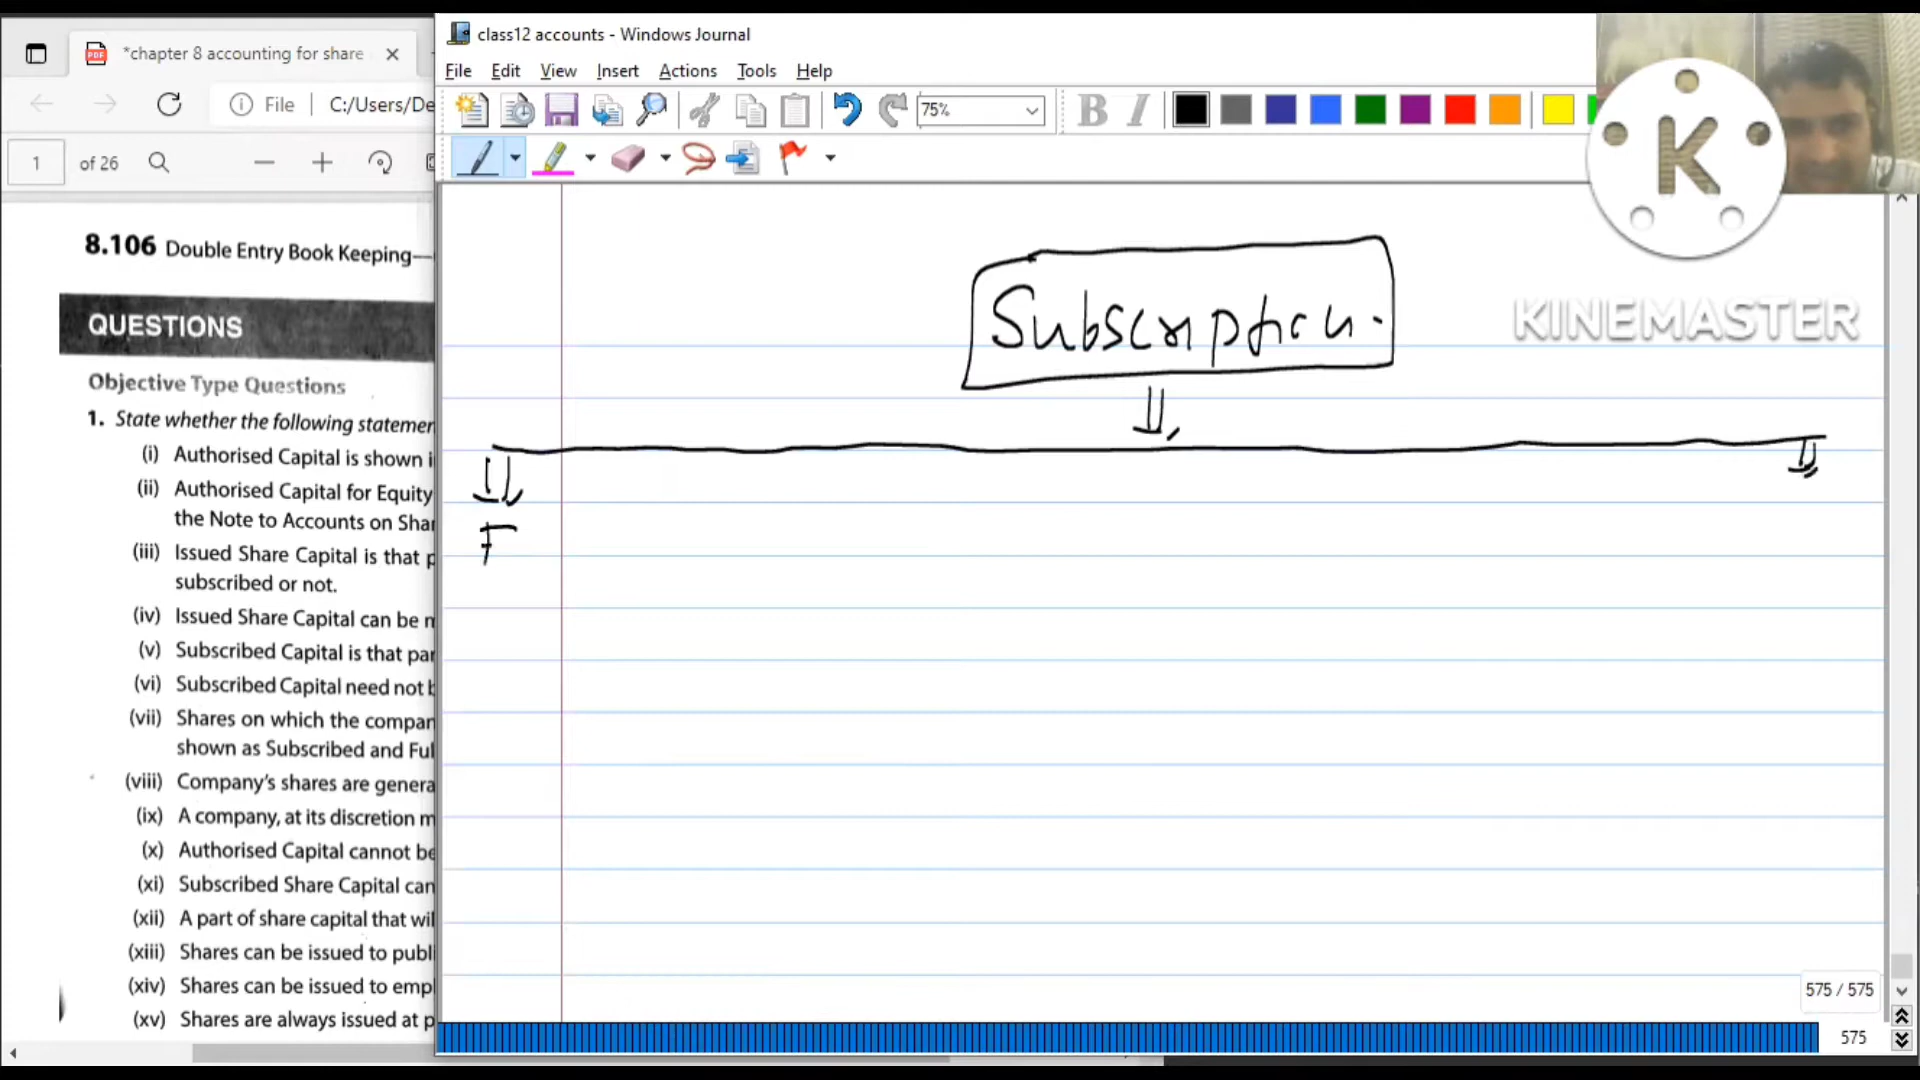 *chapter 8 accounting for share
File
C:/Users/De
1 of 26
8.106 Double Entry Book Keeping—
QUESTIONS
Objective Type Questions
1. State whether the following statemer
(i) Authorised Capital is shown i
(ii) Authorised Capital for Equity
the Note to Accounts on Shar
(iii) Issued Share Capital is that p
subscribed or not.
(iv) Issued Share Capital can be n
(v) Subscribed Capital is that par
(vi) Subscribed Capital need not b
(vii) Shares on which the compan
shown as Subscribed and Ful
(viii) Company's shares are genera
(ix) A company, at its discretion m
(x) Authorised Capital cannot be
(xi) Subscribed Share Capital can
(xii) A part of share capital that wil
(xiii) Shares can be issued to publi
(xiv) Shares can be issued to empl
(xv) Shares are always issued at p
class12 accounts - Windows Journal
File Edit View Insert Actions Tools Help
75%
B I
K
KINEMASTER
Subscription.
F
575 / 575
575